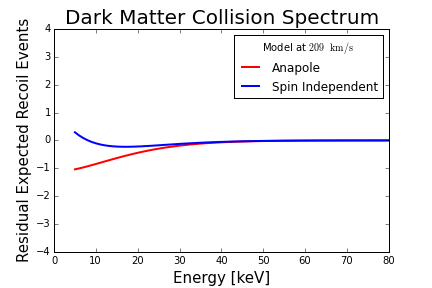 Dark Matter Collision Spectrum
Residual Expected Recoil Events
4
3
2
1
0
−1
−2
−3
−4
Model at 209 km/s
Anapole
Spin Independent
0 10 20 30 40 50 60 70 80
Energy [keV]